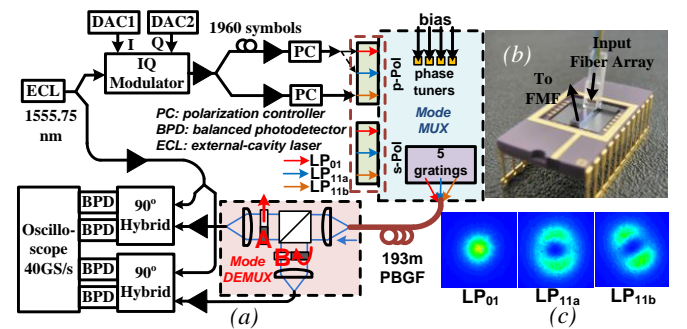 DAC1
DAC2
I
Q
1960 symbols
IQ
Modulator
PC
PC
ECL
1555.75
nm
PC: polarization controller
BPD: balanced photodetector
ECL: external-cavity laser
LP01
LP11a
LP11b
bias
p-Pol
phase
tuners
Mode
MUX
s-Pol
5
gratings
(b)
Input
Fiber Array
To
FMF
Oscillo-
scope
40GS/s
BPD
BPD
BPD
BPD
90º
Hybrid
90º
Hybrid
A
B
Mode
DEMUX
193m
PBGF
(a)
LP01
LP11a
LP11b
(c)